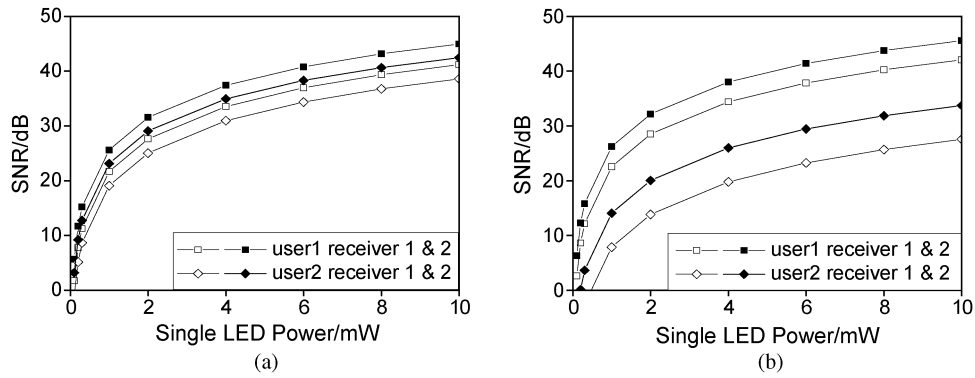 50
40
30
20
10
0
SNR/dB
user1 receiver 1 & 2
user2 receiver 1 & 2
0 2 4 6 8 10
Single LED Power/mW
(a)
50
40
30
20
10
0
SNR/dB
user1 receiver 1 & 2
user2 receiver 1 & 2
0 2 4 6 8 10
Single LED Power/mW
(b)